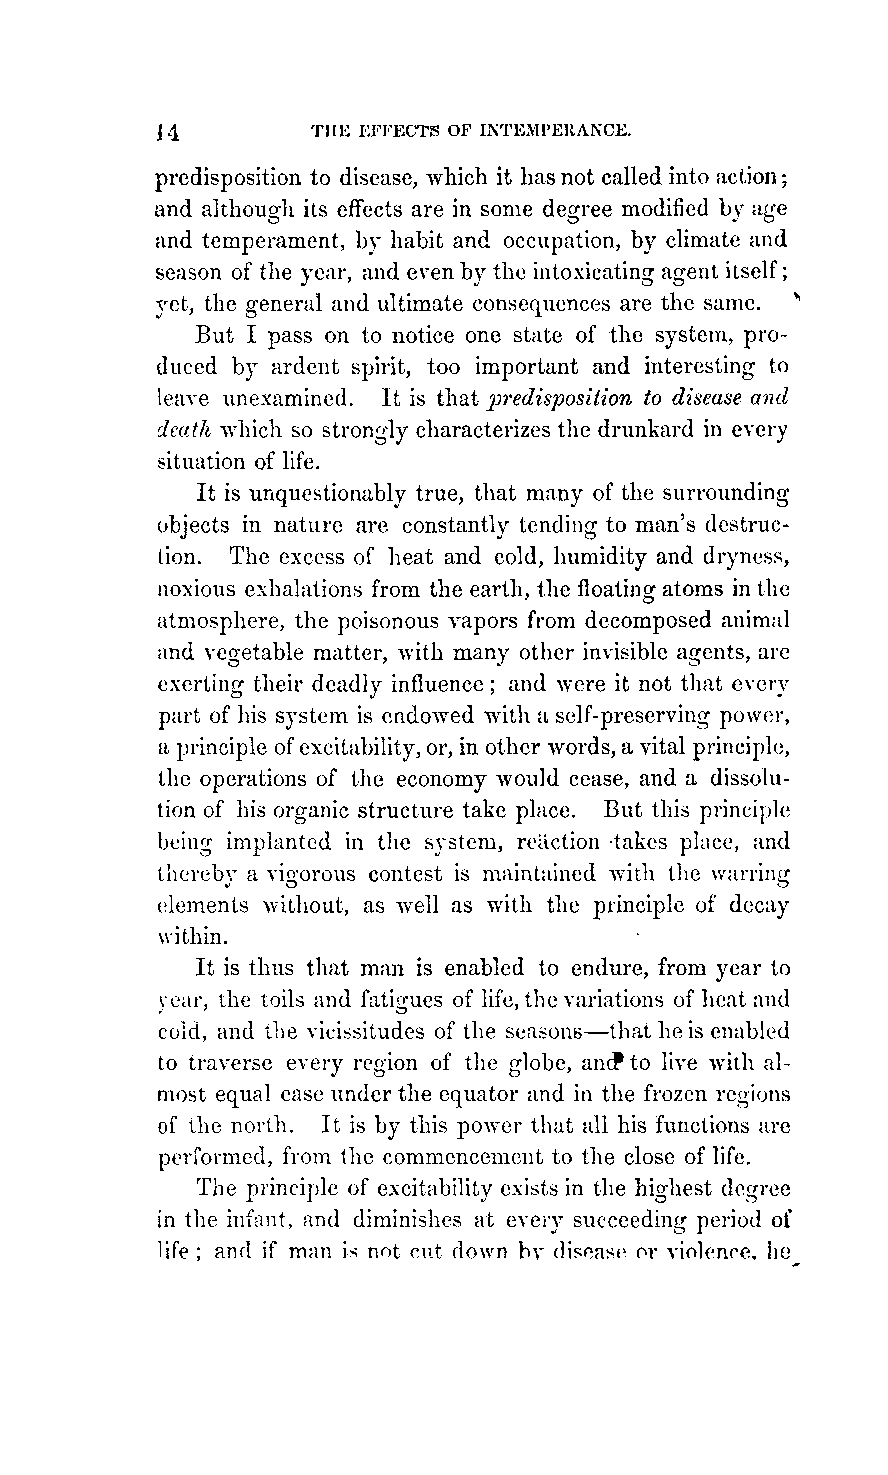 14 THE EFFECTS OF INTEMPERANCE.
predisposition to disease, which it has not called into action;
and although its effects are in some degree modified by age
and temperament, by habit and occupation, by climate and
season of the year, and even by the intoxicating agent itself;
yet, the general and ultimate consequences are the same.
But I pass on to notice one state of the system, pro-
duced by ardent spirit, too important and interesting to
leave unexamined. It is that predisposition to disease and
death which so strongly characterizes the drunkard in every
situation of life.
It is unquestionably true, that many of the surrounding
objects in nature are constantly tending to man's destruc-
tion. The excess of heat and cold, humidity and dryness,
noxious exhalations from the earth, the floating atoms in the
atmosphere, the poisonous vapors from decomposed animal
and vegetable matter, with many other invisible agents, are
exerting their deadly influence; and were it not that every
part of his system is endowed with a self-preserving power,
a principle of excitability, or, in other words, a vital principle,
the operations of the economy would cease, and a dissolu-
tion of his organic structure take place. But this principle
being implanted in the system, reäction takes place, and
thereby a vigorous contest is maintained with the warring
elements without, as well as with the principle of decay
within.
It is thus that man is enabled to endure, from year to
year, the toils and fatigues of life, the variations of heat and
cold, and the vicissitudes of the seasons—that he is enabled
to traverse every region of the globe, and to live with al-
most equal ease under the equator and in the frozen regions
of the north. It is by this power that all his functions are
performed, from the commencement to the close of life.
The principle of excitability exists in the highest degree
in the infant, and diminishes at every succeeding period of
life; and if man is not cut down by disease or violence, he